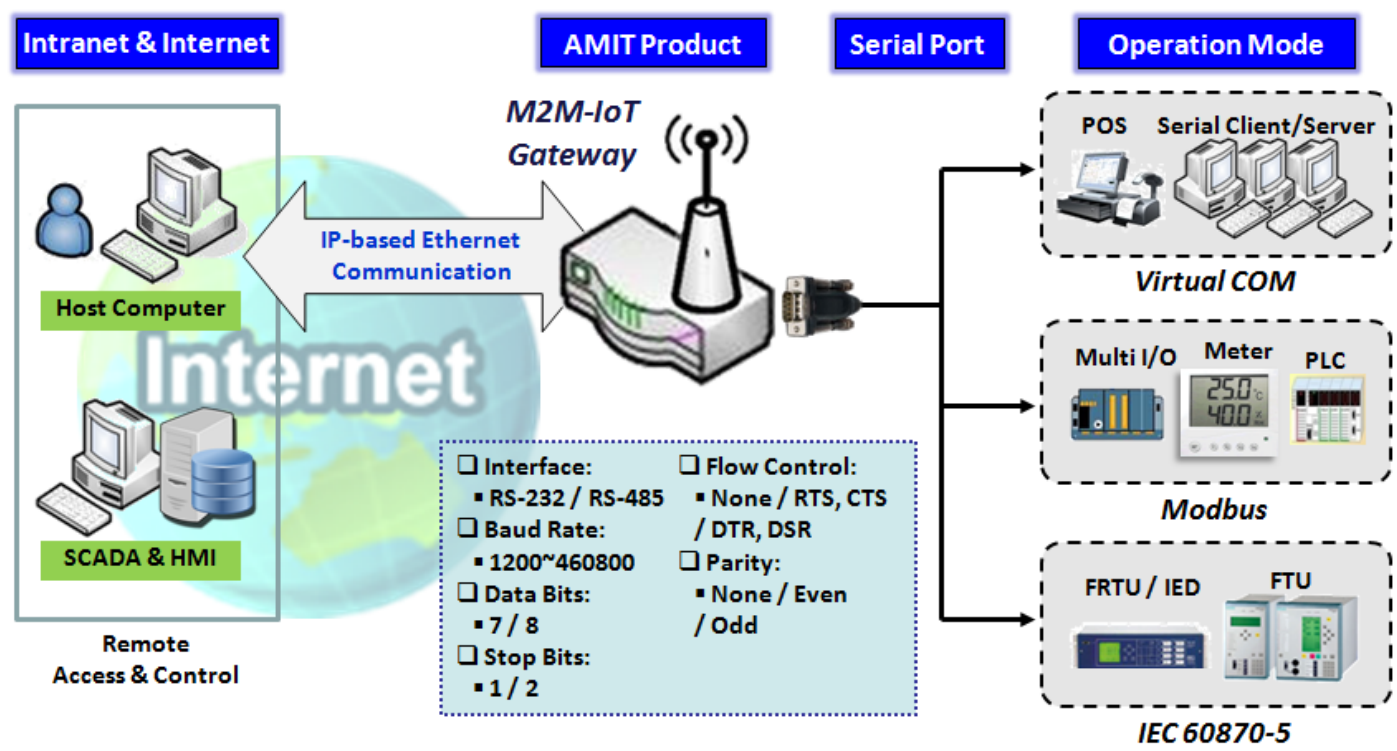 Intranet & Internet
AMIT Product
Serial Port
Operation Mode
M2M-IoT
Gateway
IP-based Ethernet
Communication
Host Computer
Internet
SCADA & HMI
Remote
Access & Control
❑ Interface:
▪ RS-232 / RS-485
❑ Baud Rate:
▪ 1200~460800
❑ Data Bits:
▪ 7 / 8
❑ Stop Bits:
▪ 1 / 2
❑ Flow Control:
▪ None / RTS, CTS
/ DTR, DSR
❑ Parity:
▪ None / Even
/ Odd
POS
Serial Client/Server
Virtual COM
Multi I/O
Meter
PLC
25.0 °C
40.0
Modbus
FRTU / IED
FTU
IEC 60870-5